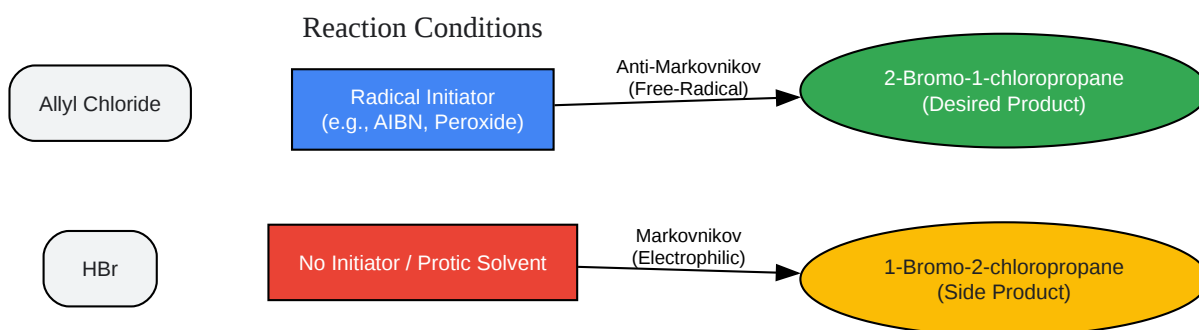 Reaction Conditions
Allyl Chloride
Radical Initiator
(e.g., AIBN, Peroxide)
Anti-Markovnikov
(Free-Radical)
2-Bromo-1-chloropropane
(Desired Product)
HBr
No Initiator / Protic Solvent
Markovnikov
(Electrophilic)
1-Bromo-2-chloropropane
(Side Product)